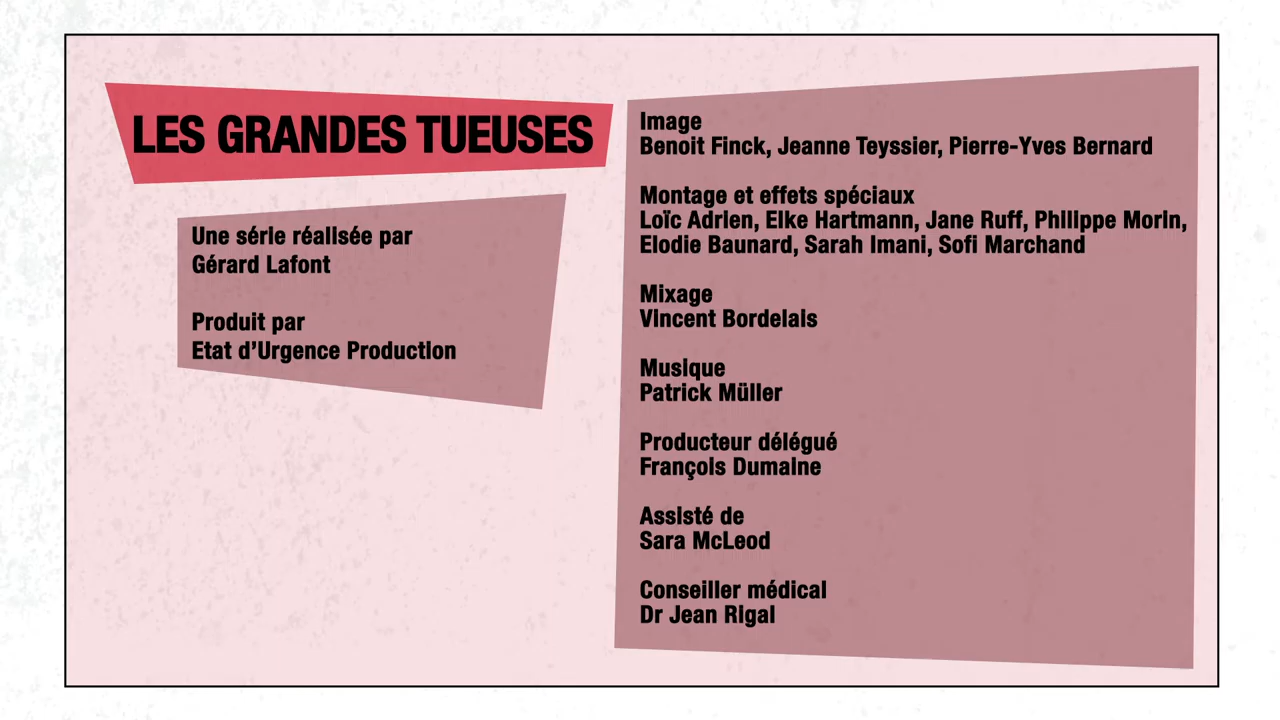 LES GRANDES TUEUSES
Une série réalisée par
Gérard Lafont
Produit par
Etat d’Urgence Production
Image
Benoit Finck, Jeanne Teyssier, Pierre-Yves Bernard
Montage et effets spéciaux
Loïc Adrien, Elke Hartmann, Jane Ruff, Philippe Morin,
Elodie Baunard, Sarah Imani, Sofi Marchand
Mixage
Vincent Bordelais
Musique
Patrick Müller
Producteur délégué
François Dumaine
Assisté de
Sara McLeod
Conseiller médical
Dr Jean Rigal